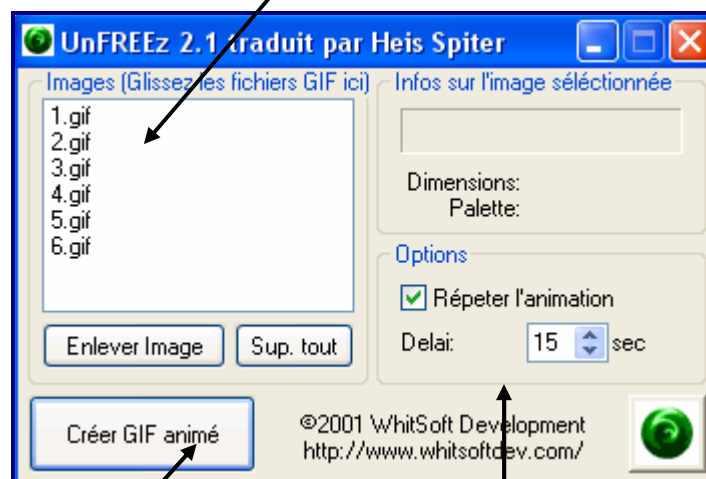 UnFREEz 2.1 traduit par Heis Spiter
Images (Glissez les fichiers GIF ici)
1.gif
2.gif
3.gif
4.gif
5.gif
6.gif
Enlever Image
Sup. tout
Infos sur l'image séléctionnée
Dimensions:
Palette:
Options
Répeter l'animation
Delai: 15 sec
Créer GIF animé
©2001 WhitSoft Development
http://www.whitsoftdev.com/